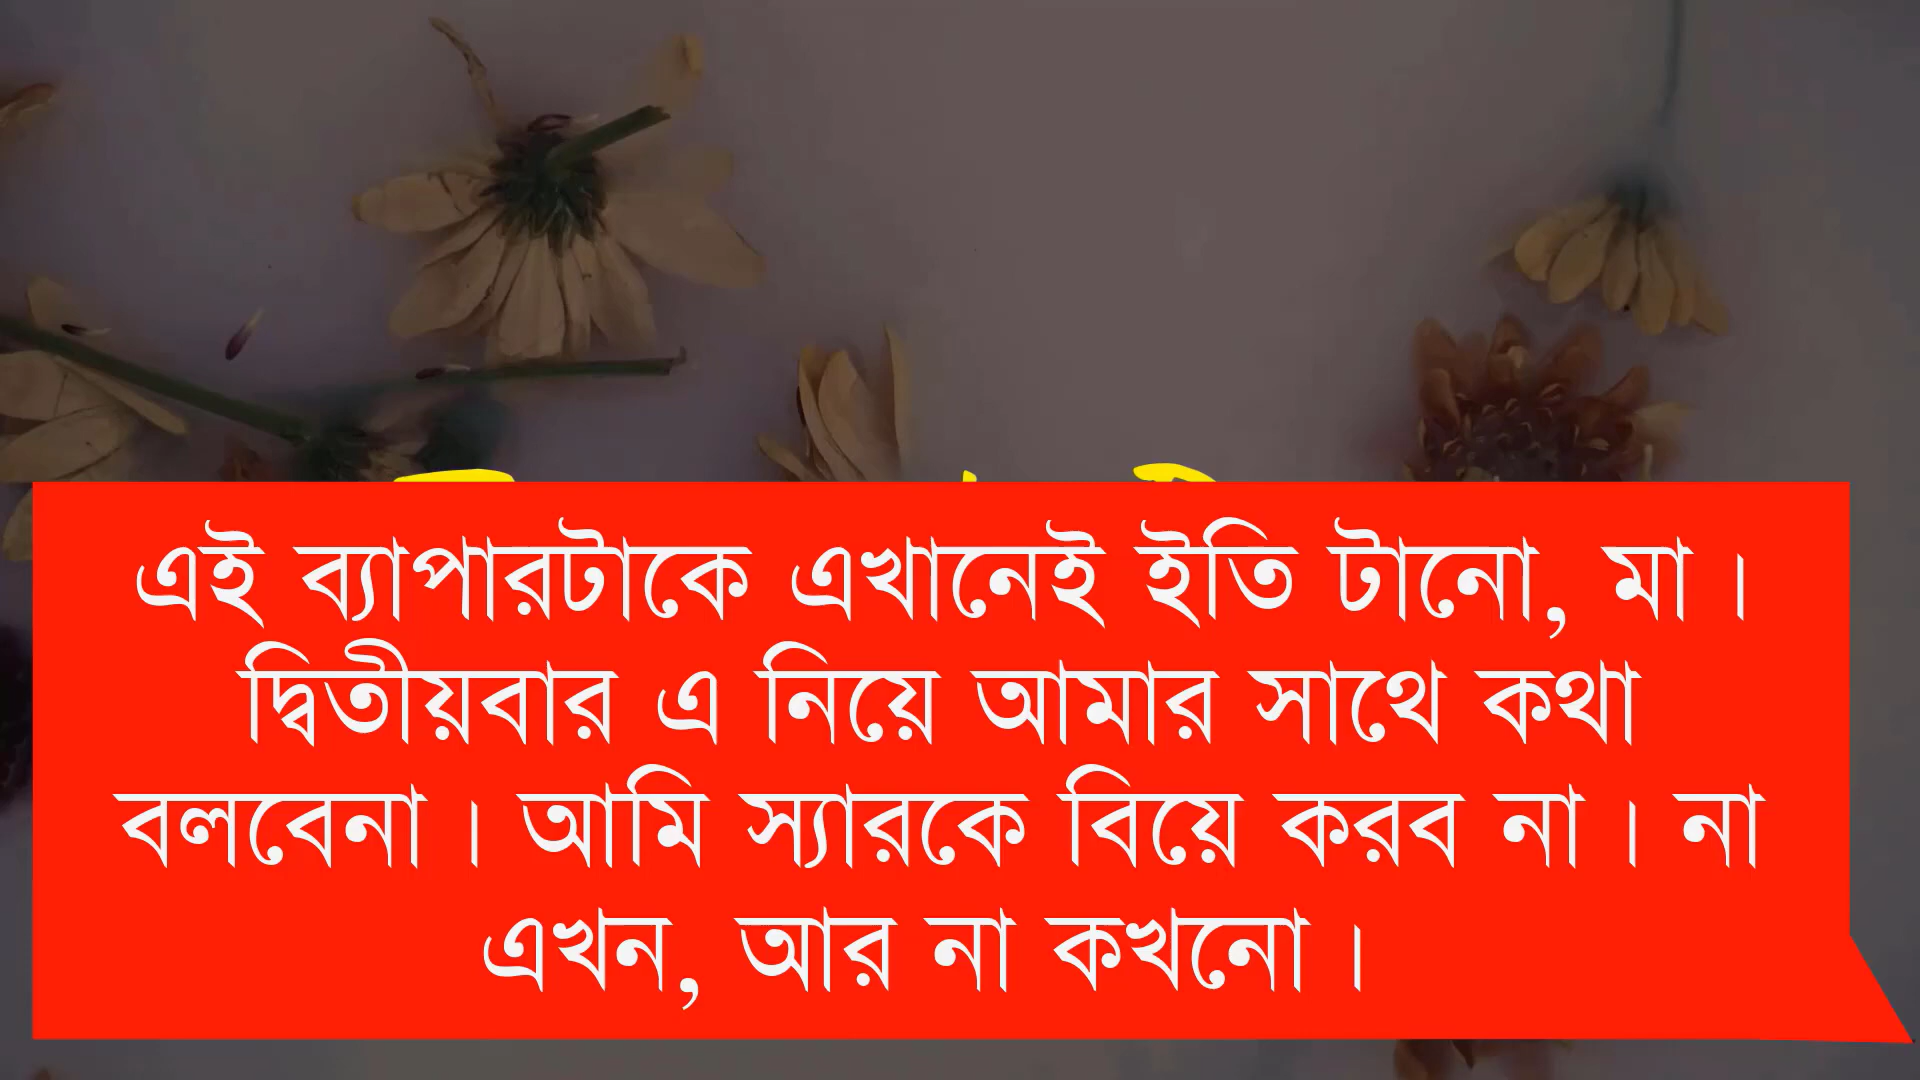 এই ব্যাপারটাকে এখানেই ইতি টানো, মা।
দ্বিতীয়বার এ নিয়ে আমার সাথে কথা
বলবেনা। আমি স্যারকে বিয়ে করব না। না
এখন, আর না কখনো।